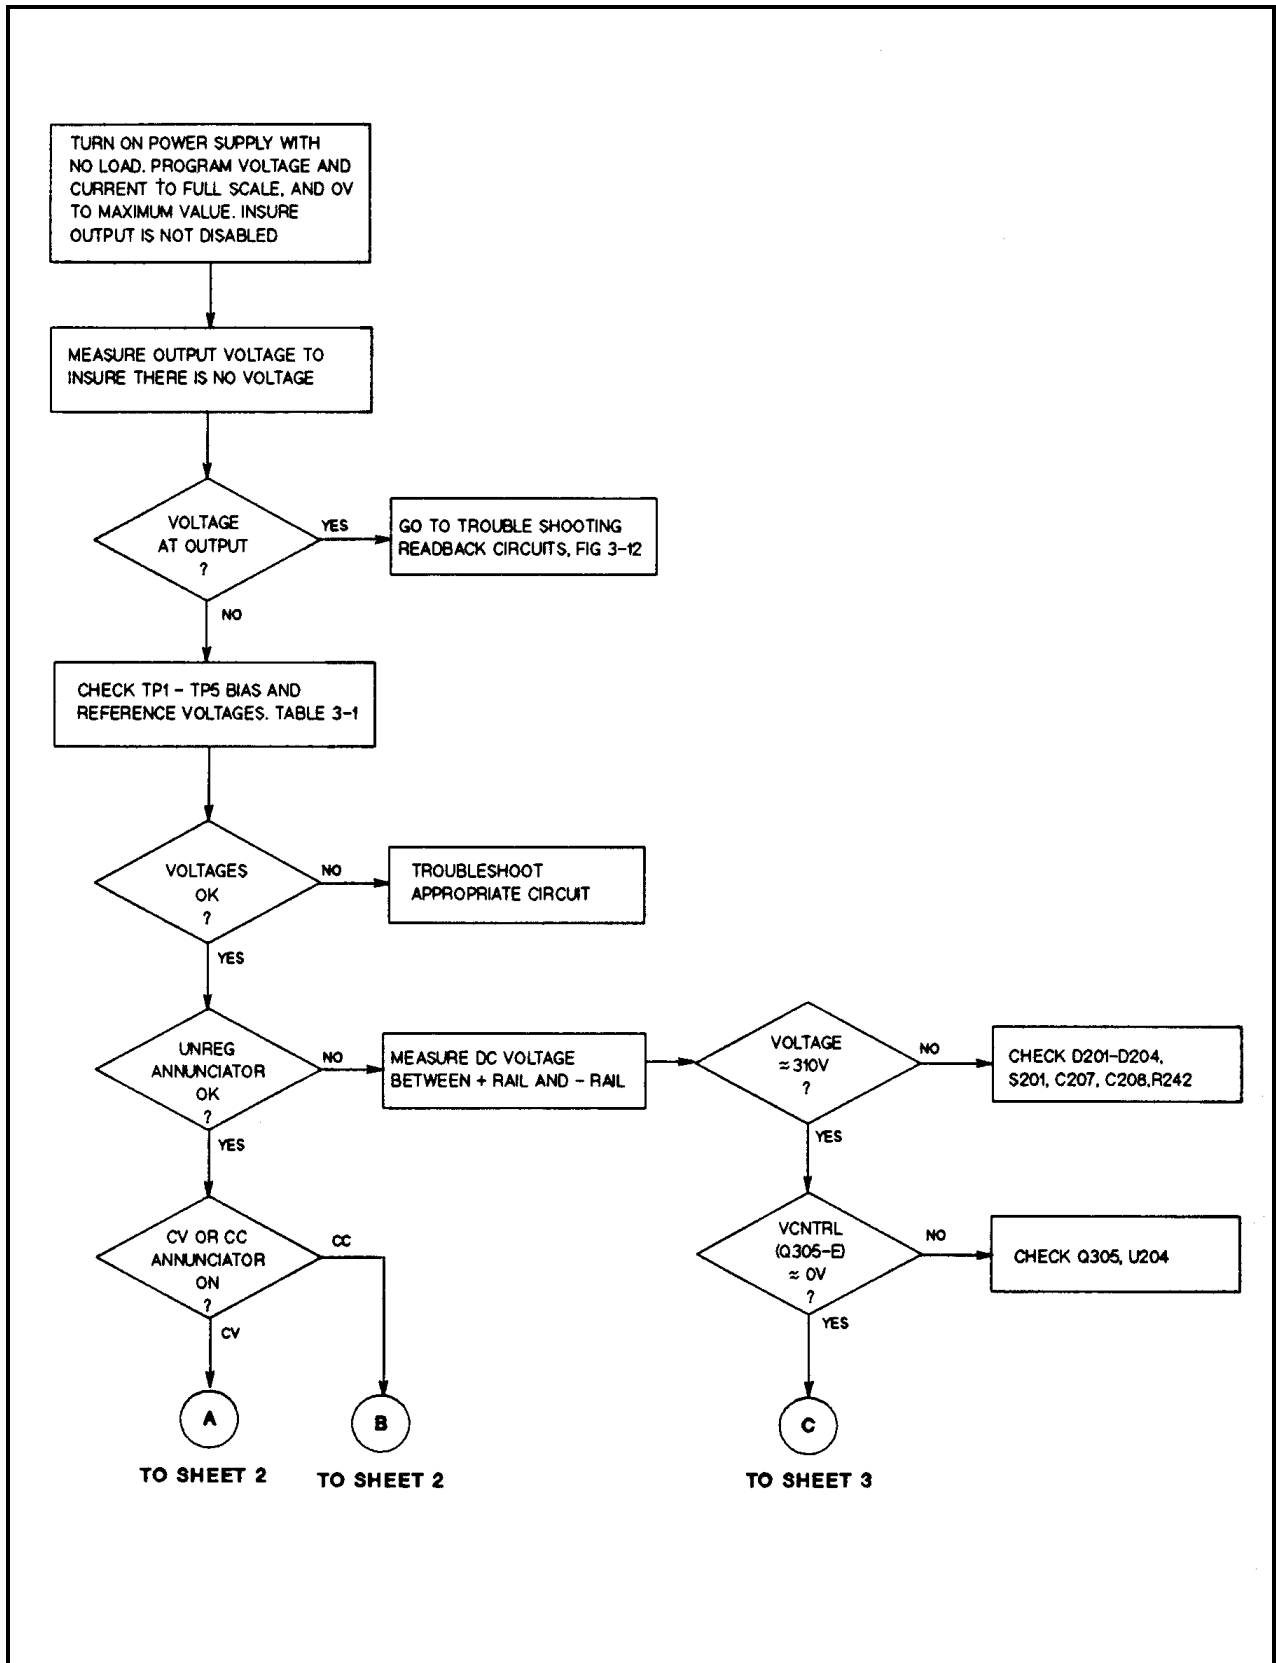 TURN ON POWER SUPPLY WITH
NO LOAD. PROGRAM VOLTAGE AND
CURRENT TO FULL SCALE, AND OV
TO MAXIMUM VALUE. INSURE
OUTPUT IS NOT DISABLED
MEASURE OUTPUT VOLTAGE TO
INSURE THERE IS NO VOLTAGE
VOLTAGE
AT OUTPUT
?
YES
GO TO TROUBLE SHOOTING
READBACK CIRCUITS, FIG 3-12
NO
CHECK TP1 - TP5 BIAS AND
REFERENCE VOLTAGES. TABLE 3-1
VOLTAGES
OK
?
NO
TROUBLESHOOT
APPROPRIATE CIRCUIT
YES
UNREG
ANNUNCIATOR
OK
?
NO
MEASURE DC VOLTAGE
BETWEEN + RAIL AND - RAIL
VOLTAGE
≈310V
?
NO
CHECK D201-D204,
S201, C207, C208,R242
YES
YES
CV OR CC
ANNUNCIATOR
ON
?
CC
VCNTRL
(Q305-E)
≈ 0V
?
NO
CHECK Q305, U204
CV
YES
A
B
C
TO SHEET 2
TO SHEET 2
TO SHEET 3